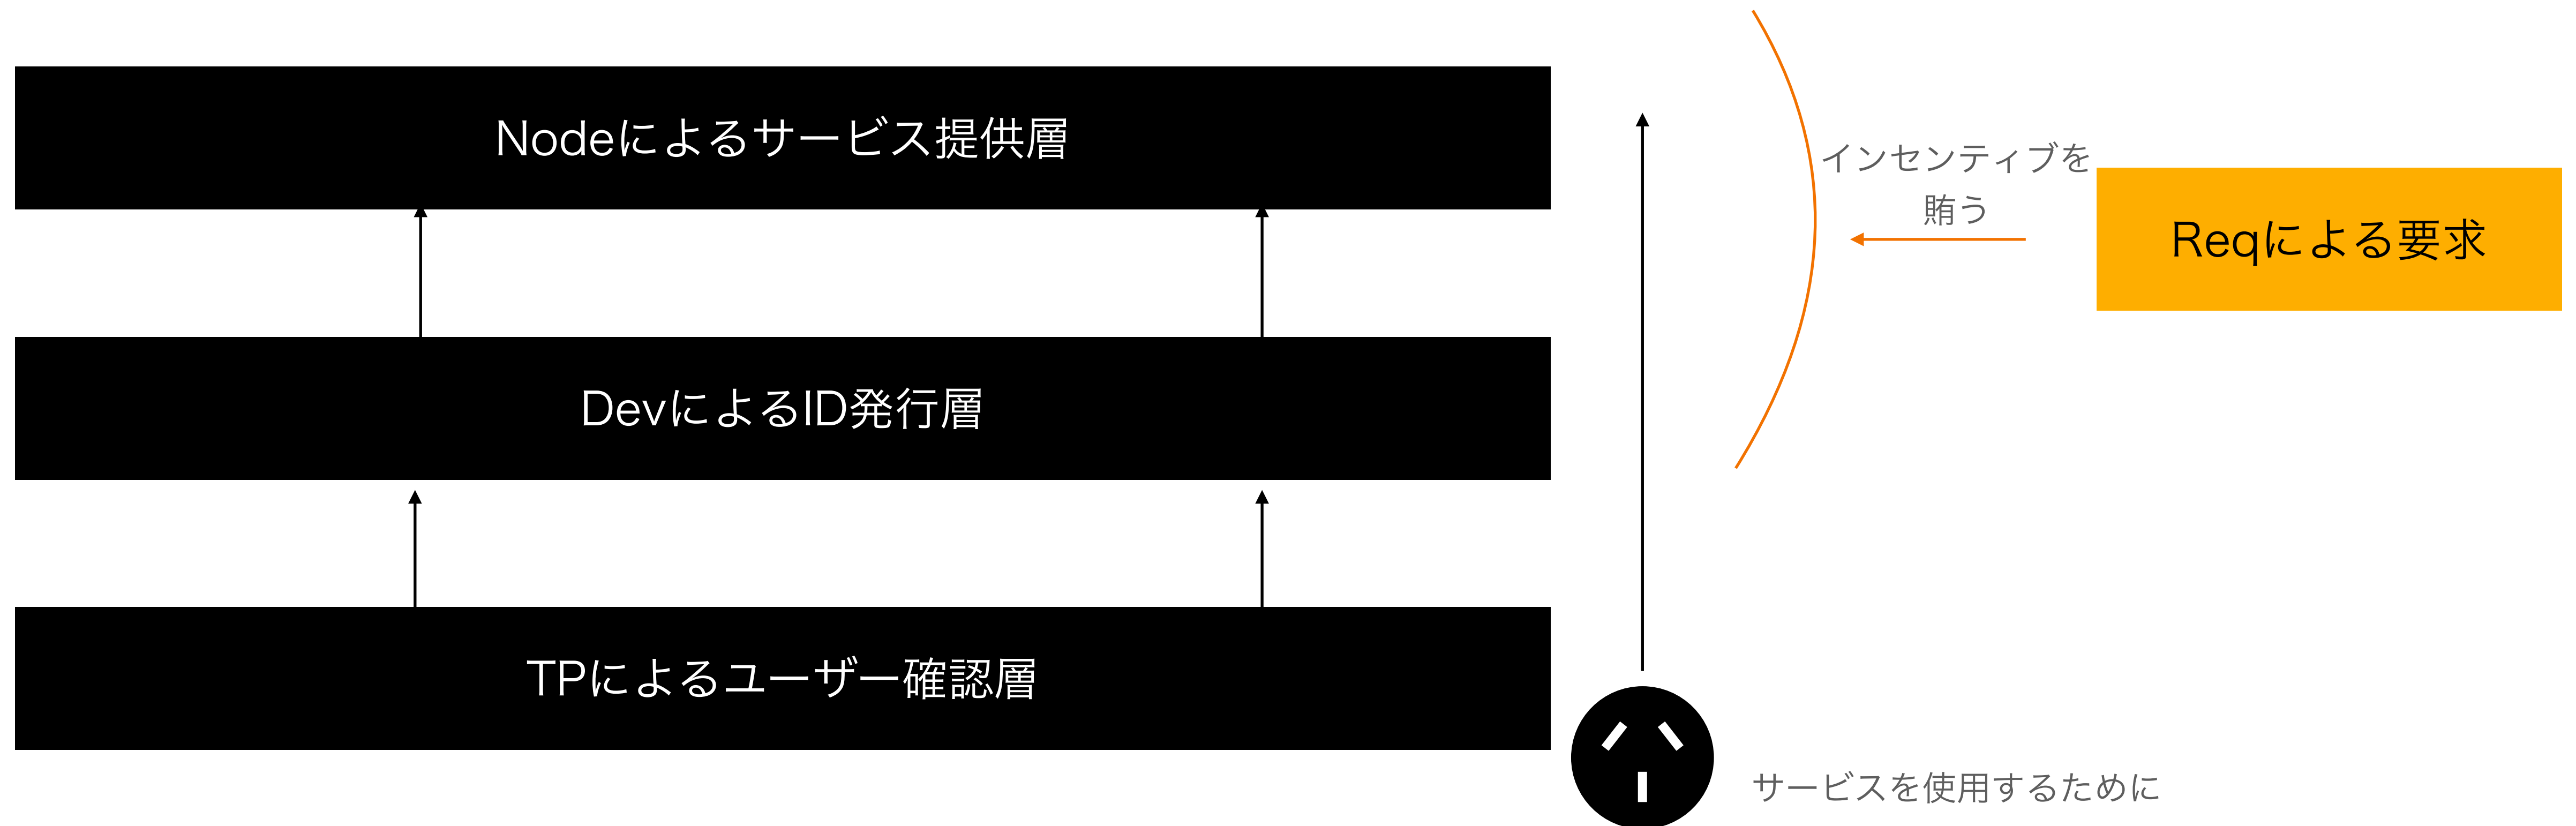 Nodeによるサービス提供層
インセンティブを
賄う
Reqによる要求
DevによるID発行層
TPによるユーザー確認層
サービスを使用するために